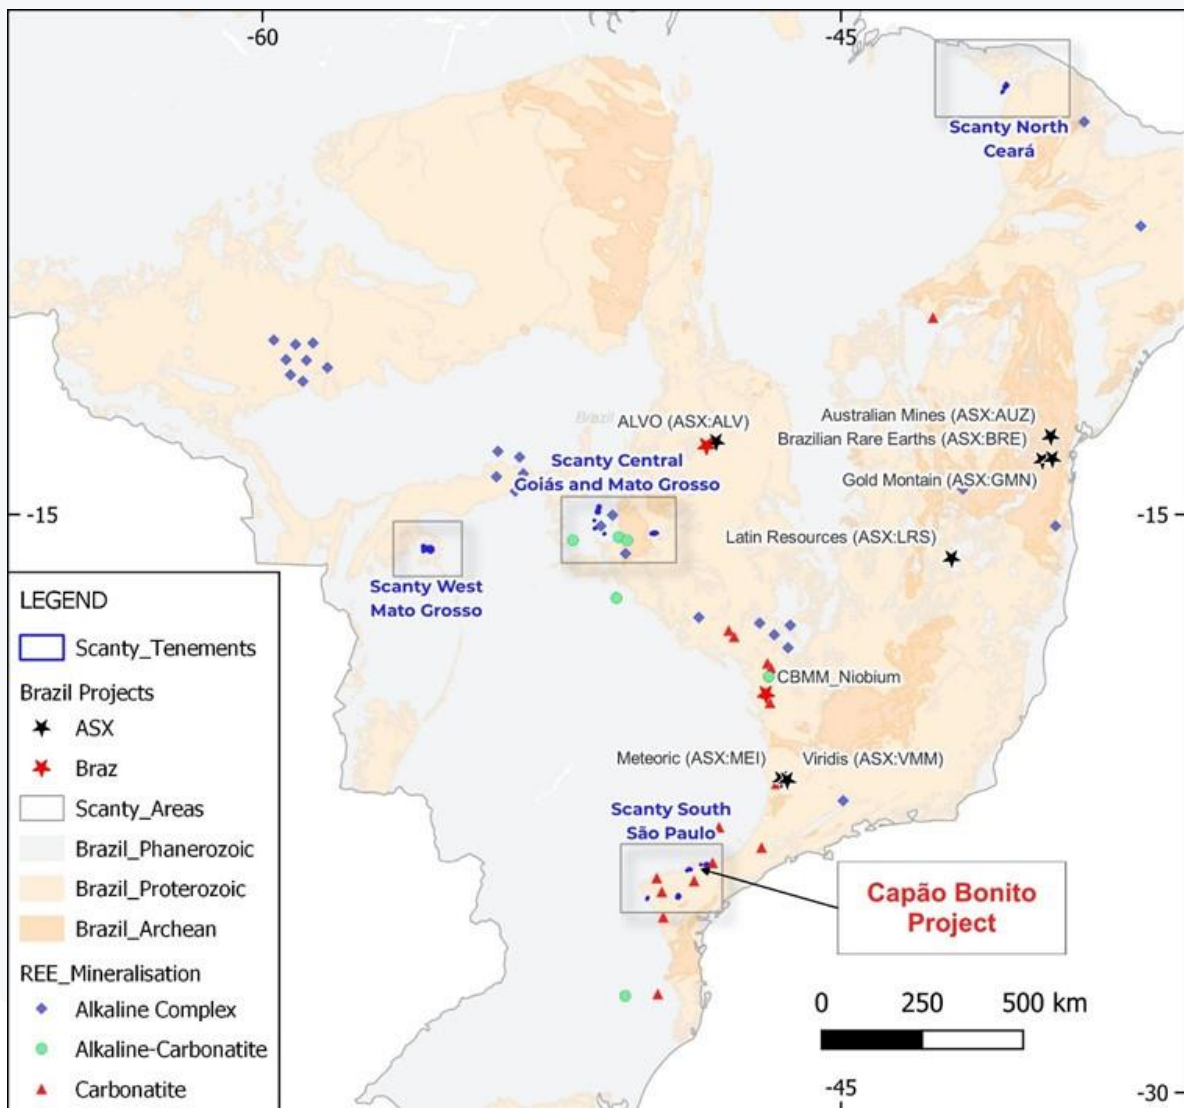 -60
-45
Scanty North
Ceará
Brazil
ALVO (ASX:ALV)
Australian Mines (ASX:AUZ)
Brazilian Rare Earths (ASX:BRE)
Gold Montain (ASX:GMN)
Scanty Central
Goiás and Mato Grosso
-15
-15
Latin Resources (ASX:LRS)
Scanty West
Mato Grosso
CBMM_Niobium
Meteoric (ASX:MEI)
Viridis (ASX:VMM)
Scanty South
São Paulo
Capão Bonito
Project
LEGEND
Scanty_Tenements
Brazil Projects
ASX
Braz
Scanty_Areas
Brazil_Phanerozoic
Brazil_Proterozoic
Brazil_Archean
REE_Mineralisation
Alkaline Complex
Alkaline-Carbonatite
Carbonatite
0 250 500 km
-45
-30